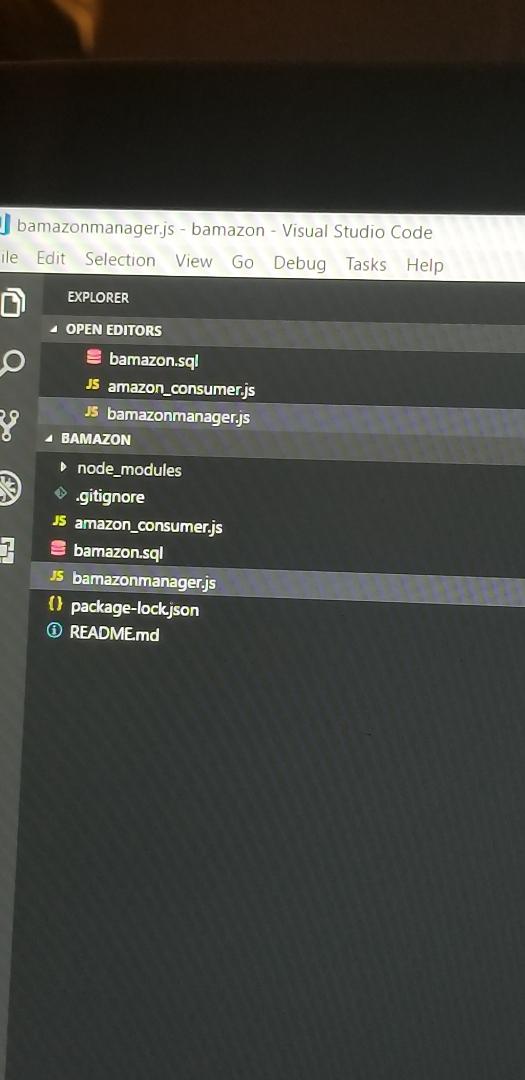 bamazonmanager.js - bamazon - Visual Studio Code
ile Edit Selection View Go Debug Tasks Help
EXPLORER
OPEN EDITORS
bamazon.sql
JS amazon_consumer.js
JS bamazonmanager.js
BAMAZON
node_modules
.gitignore
JS amazon_consumer.js
bamazon.sql
JS bamazonmanager.js
{} package-lock.json
README.md